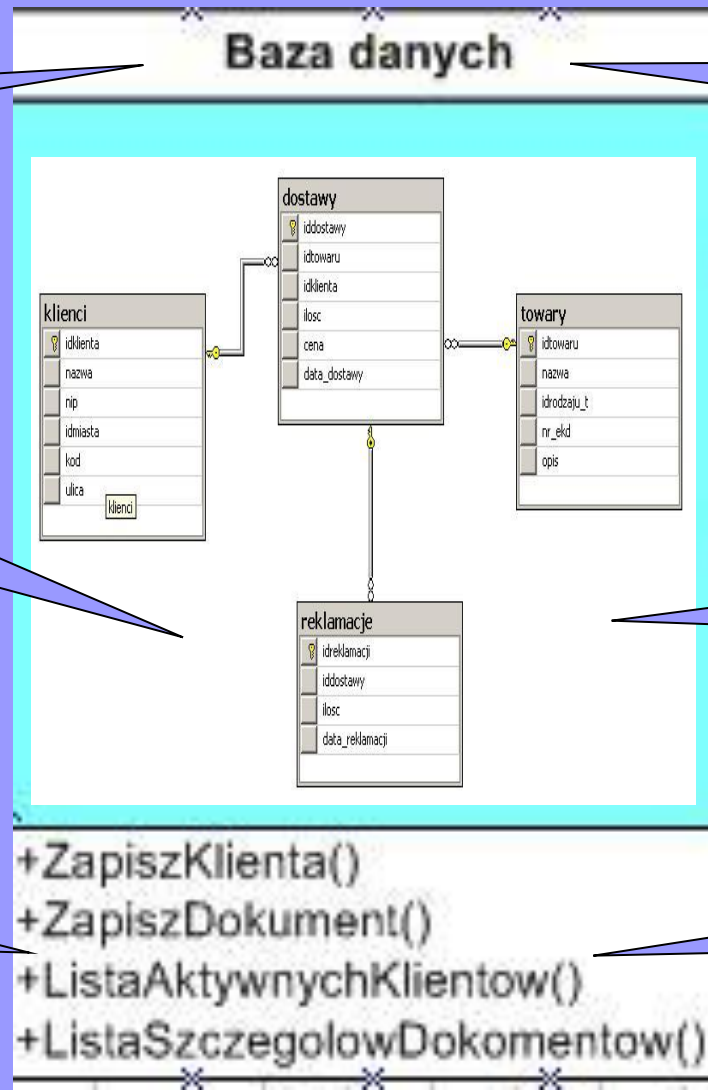 Baza danych
dostawy
iddostawy
idtowaru
idklienta
ilosc
cena
data_dostawy
klienci
idklienta
nazwa
nip
idmiasta
kod
ulica
klienci
towary
idtowaru
nazwa
idrodzaju_t
nr_ekd
opis
reklamacje
idreklamacji
iddostawy
ilosc
data_reklamacji
+ZapiszKlienta()
+ZapiszDokument()
+ListaAktywnychKlientow()
+ListaSzczegolowDokomentow()